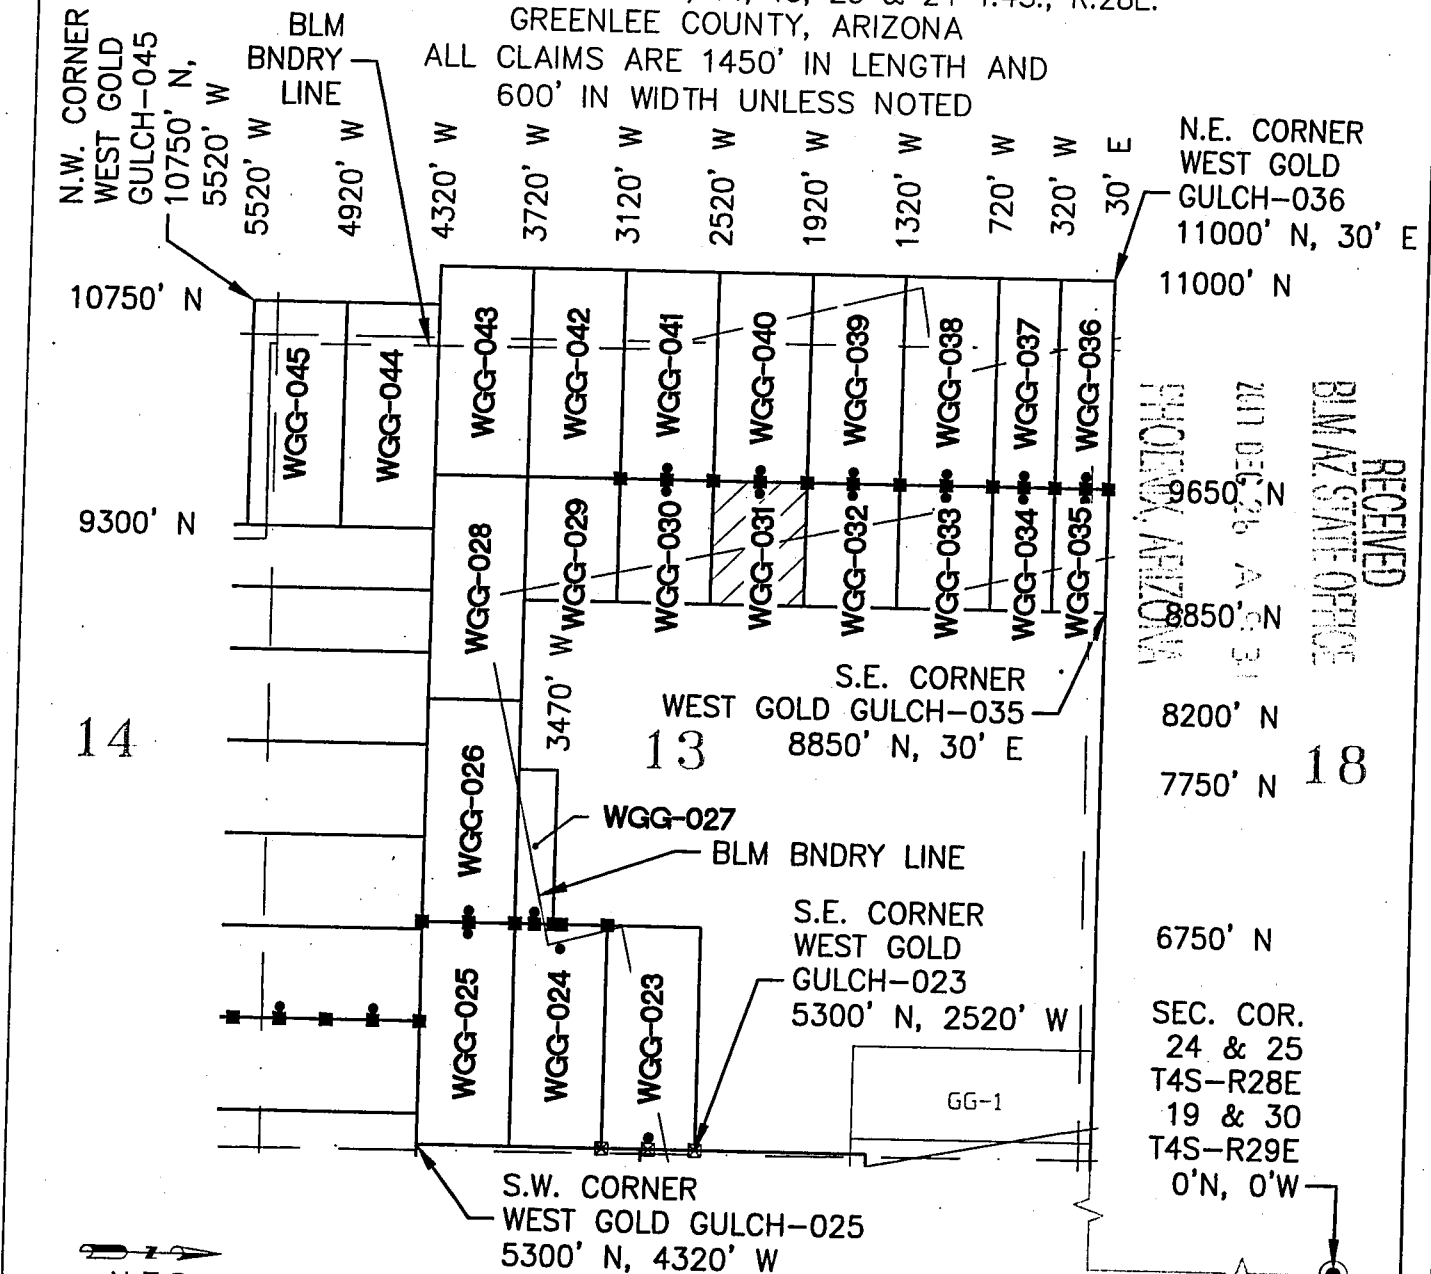 GREENLEE COUNTY, ARIZONA
ALL CLAIMS ARE 1450' IN LENGTH AND
600' IN WIDTH UNLESS NOTED
BLM
BNDRY
LINE
N.W. CORNER
WEST GOLD
GULCH-045
10750' N,
5520' W
5520' W
4920' W
4320' W
3720' W
3120' W
2520' W
1920' W
1320' W
720' W
320' W
30' E
N.E. CORNER
WEST GOLD
GULCH-036
11000' N, 30' E
10750' N
11000' N
WGG-045
WGG-044
WGG-043
WGG-042
WGG-041
WGG-040
WGG-039
WGG-038
WGG-037
WGG-036
9300' N
9650' N
WGG-028
WGG-029
WGG-030
WGG-031
WGG-032
WGG-033
WGG-034
WGG-035
8850' N
RECEIVED
BLM AZ STATE OFFICE
PHOENIX, ARIZONA
3470' W
S.E. CORNER
WEST GOLD GULCH-035
8850' N, 30' E
8200' N
14
13
18
7750' N
WGG-026
WGG-027
BLM BNDRY LINE
S.E. CORNER
WEST GOLD
GULCH-023
5300' N, 2520' W
6750' N
WGG-025
WGG-024
WGG-023
GG-1
SEC. COR.
24 & 25
T4S-R28E
19 & 30
T4S-R29E
0'N, 0'W
S.W. CORNER
WEST GOLD GULCH-025
5300' N, 4320' W
N